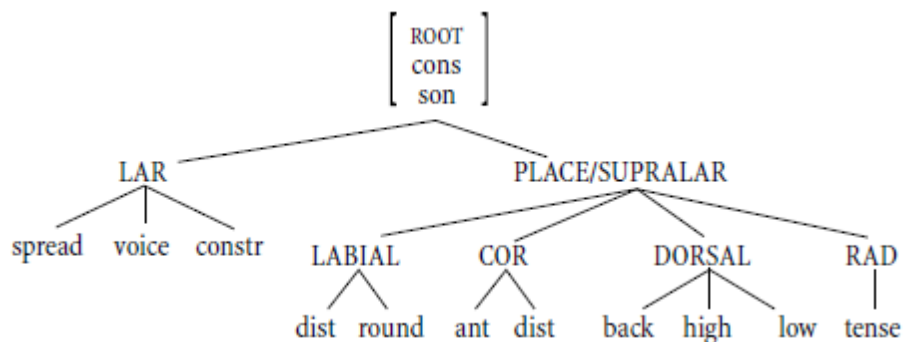 ROOT
cons
son
LAR PLACE/SUPRALAR
spread voice constr
LABIAL COR DORSAL RAD
dist round ant dist back high low tense